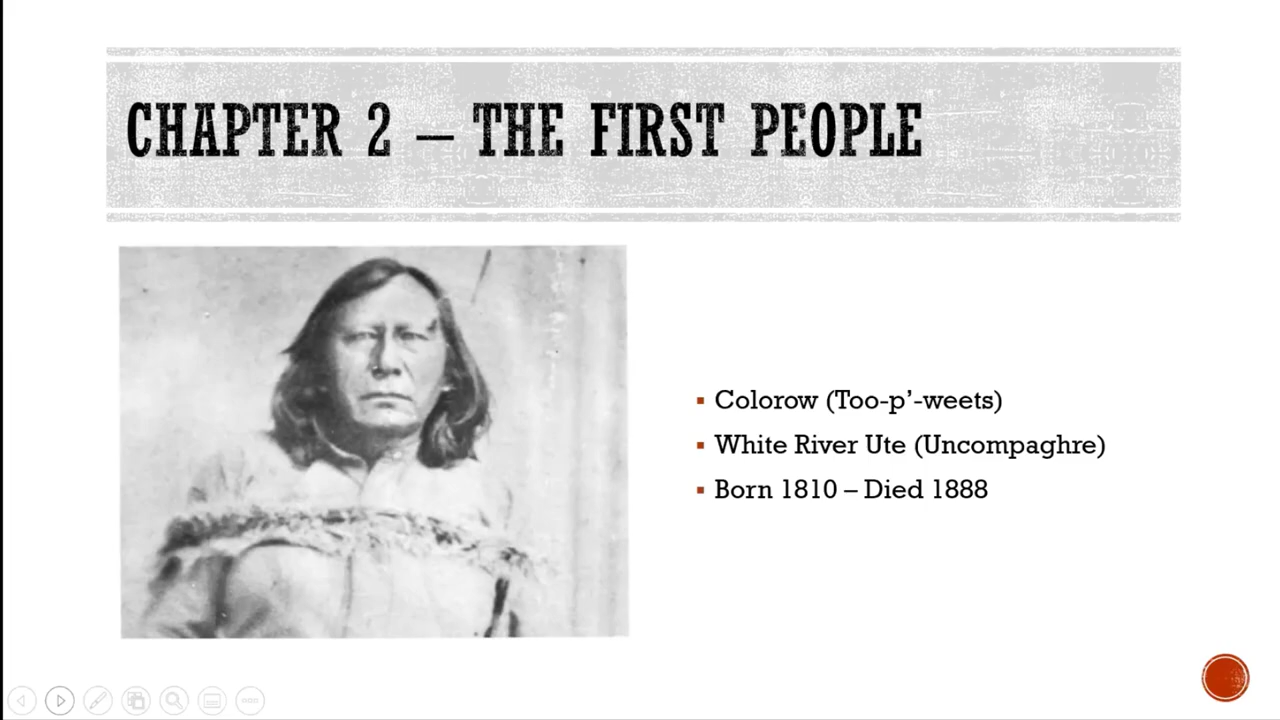 CHAPTER 2 – THE FIRST PEOPLE
Colorow (Too-p’-weets)
White River Ute (Uncompaghre)
Born 1810 – Died 1888